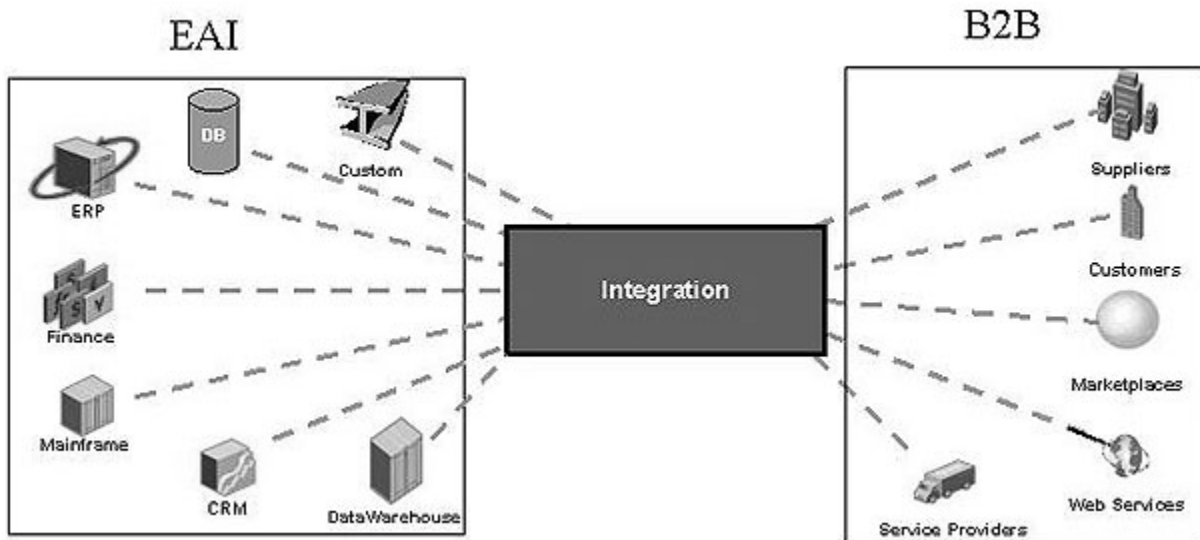 EAI
B2B
DB
Custom
ERP
Suppliers
Customers
Integration
Finance
Marketplaces
Mainframe
CRM
DataWarehouse
Web Services
Service Providers